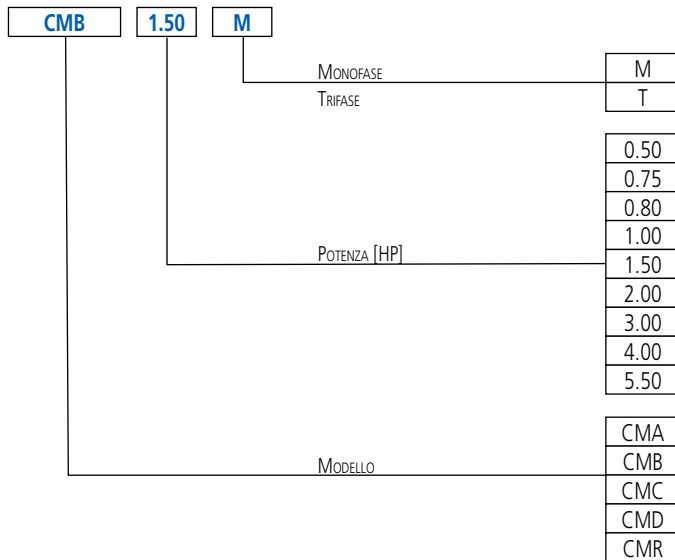 CMB 1.50 M
Monofase M
Trifase T
0.50
0.75
0.80
1.00
Potenza [HP] 1.50
2.00
3.00
4.00
5.50
CMA
Modello CMB
CMC
CMD
CMR